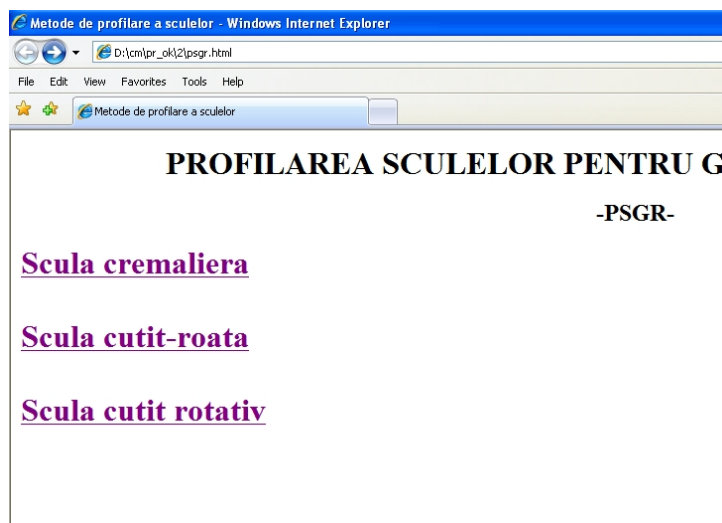 Metode de profilare a sculelor - Windows Internet Explorer
D:\cm\pr_ok\2\psgr.html
File Edit View Favorites Tools Help
Metode de profilare a sculelor
PROFILAREA SCULELOR PENTRU G
-PSGR-
Scula cremaliera
Scula cutit-roata
Scula cutit rotativ